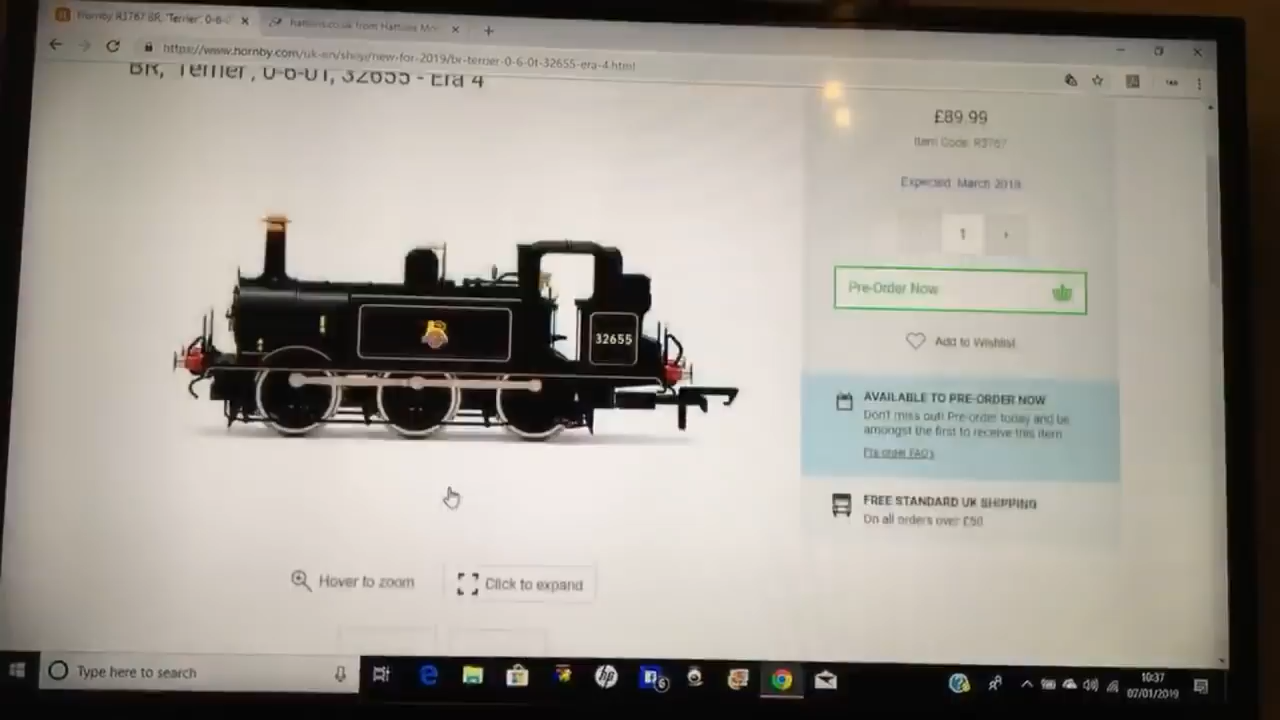 Hornby R3767 BR, 'Terrier', 0-6-
hattons.co.uk from Hattons Mo
https://www.hornby.com/uk-en/shop/new-for-2019/br-terrier-0-6-0t-32655-era-4.html
BR, 'Terrier', 0-6-0T, 32655 - Era 4
£89.99
Item Code: R3767
Expected: March 2019
1
Pre-Order Now
Add to Wishlist
32655
AVAILABLE TO PRE-ORDER NOW
Don't miss out! Pre-order today and be
amongst the first to receive this item
Pre-order FAQ's
FREE STANDARD UK SHIPPING
On all orders over £50
Hover to zoom
Click to expand
Type here to search
hp
6
10:37
07/01/2019